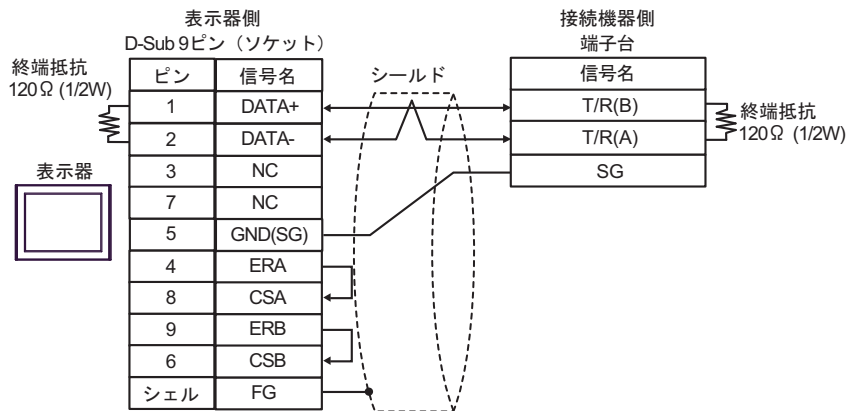 表示器側
D-Sub 9ピン（ソケット）
接続機器側
端子台
終端抵抗
120Ω (1/2W)
ピン 信号名
シールド
信号名
1 DATA+
T/R(B)
2 DATA-
T/R(A)
終端抵抗
120Ω (1/2W)
表示器
3 NC
SG
7 NC
5 GND(SG)
4 ERA
8 CSA
9 ERB
6 CSB
シェル FG